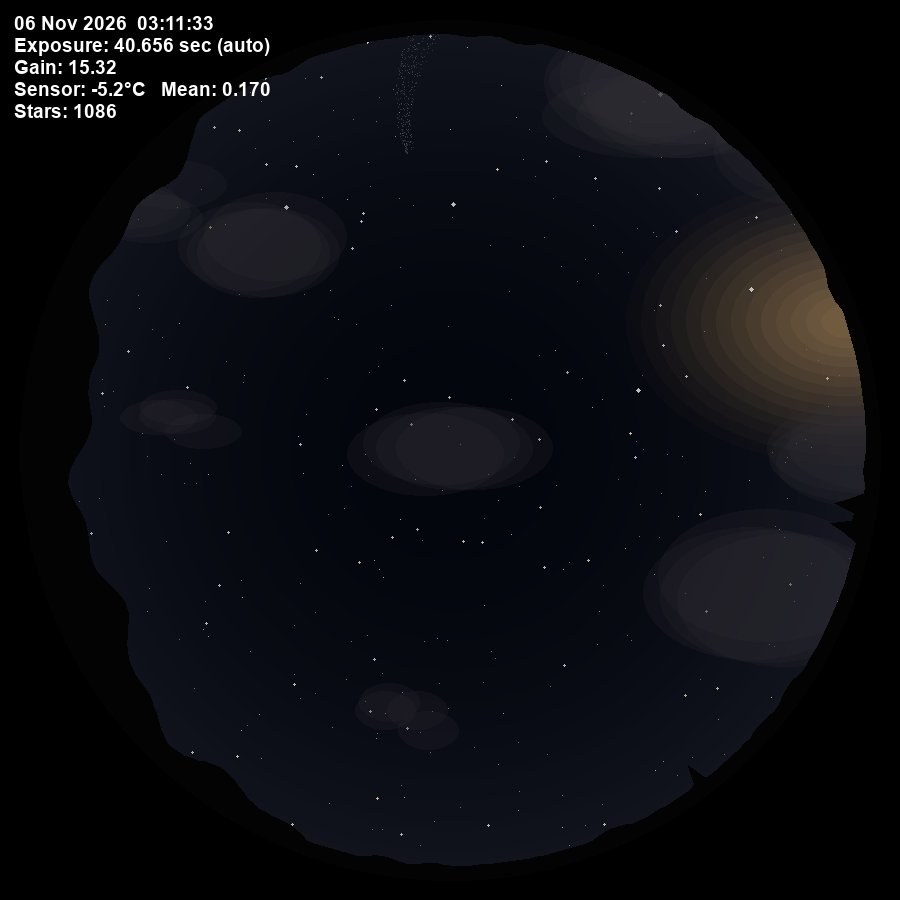 06 Nov 2026  03:11:33
Exposure: 40.656 sec (auto)
Gain: 15.32
Sensor: -5.2°C   Mean: 0.170
Stars: 1086